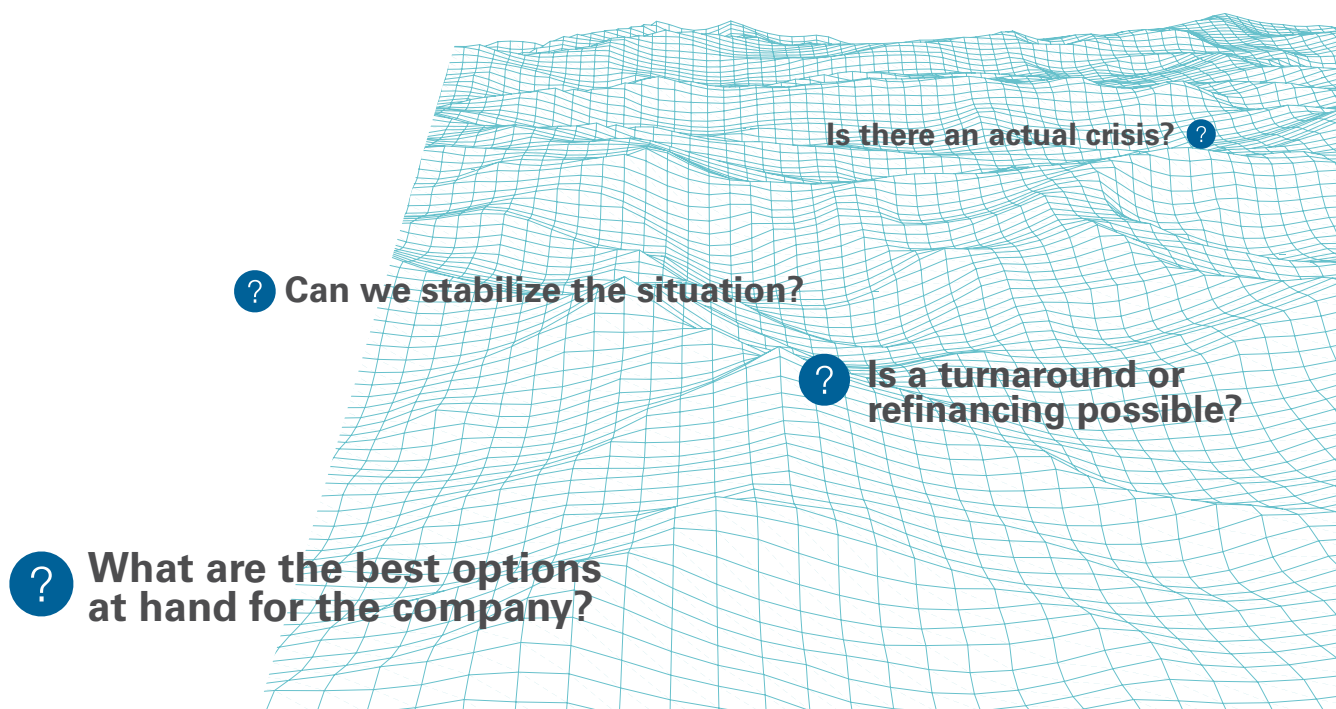 Is there an actual crisis? ?
? Can we stabilize the situation?
? Is a turnaround or
refinancing possible?
? What are the best options
at hand for the company?